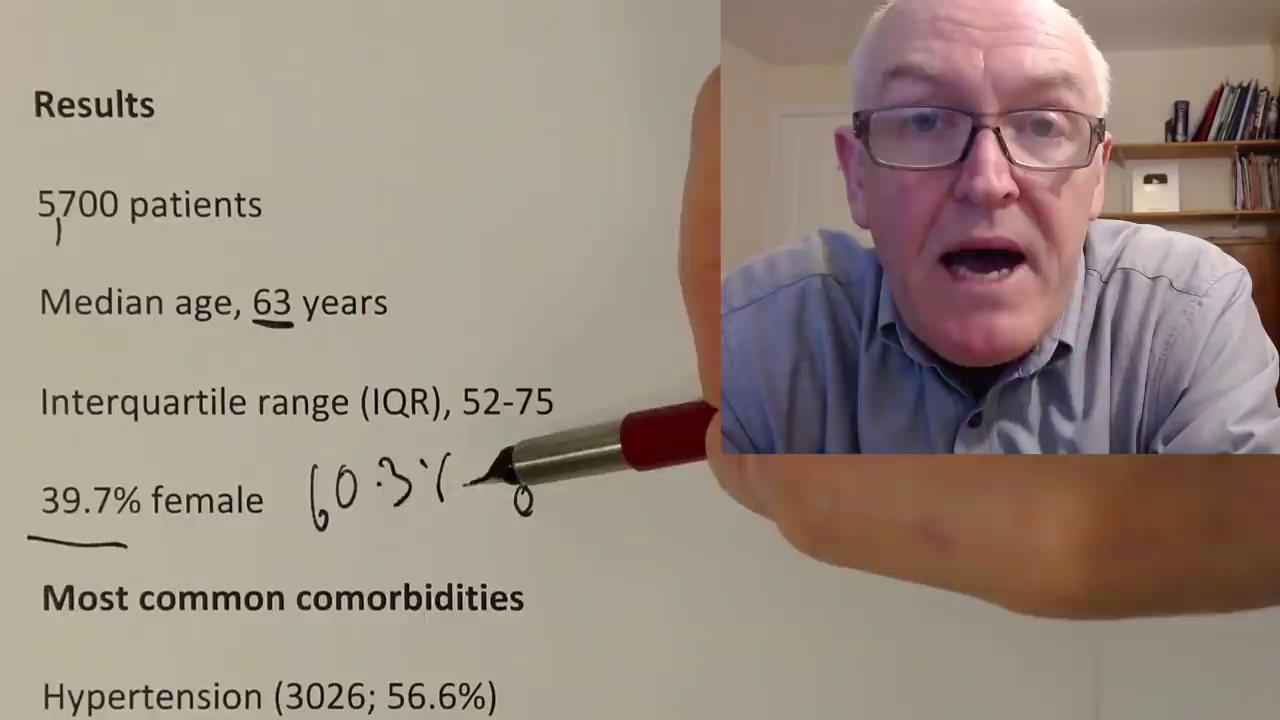 Results
5700 patients
Median age, 63 years
Interquartile range (IQR), 52-75
39.7% female 60.3%
Most common comorbidities
Hypertension (3026; 56.6%)